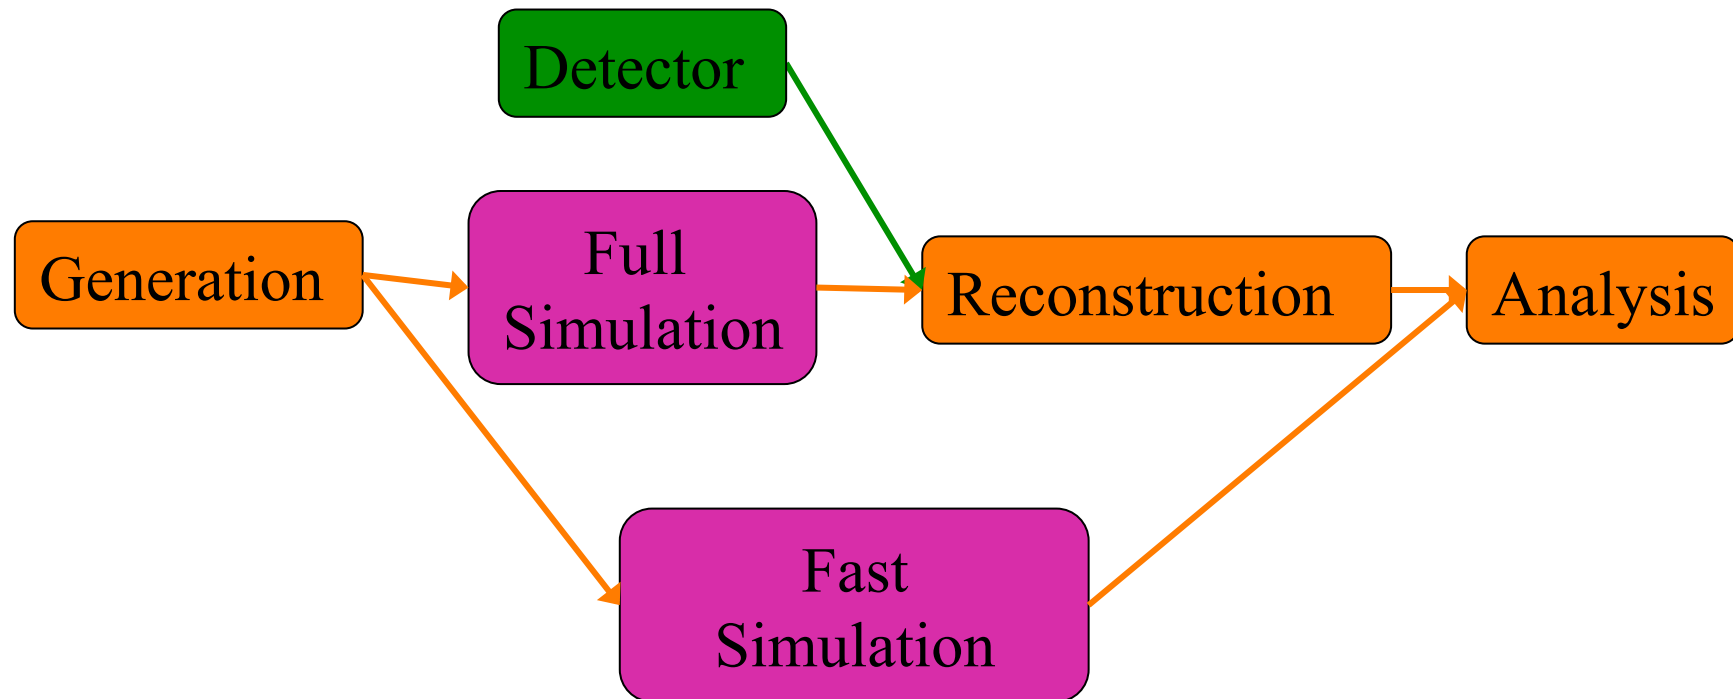 Detector
Generation
Full
Simulation
Reconstruction
Analysis
Fast
Simulation